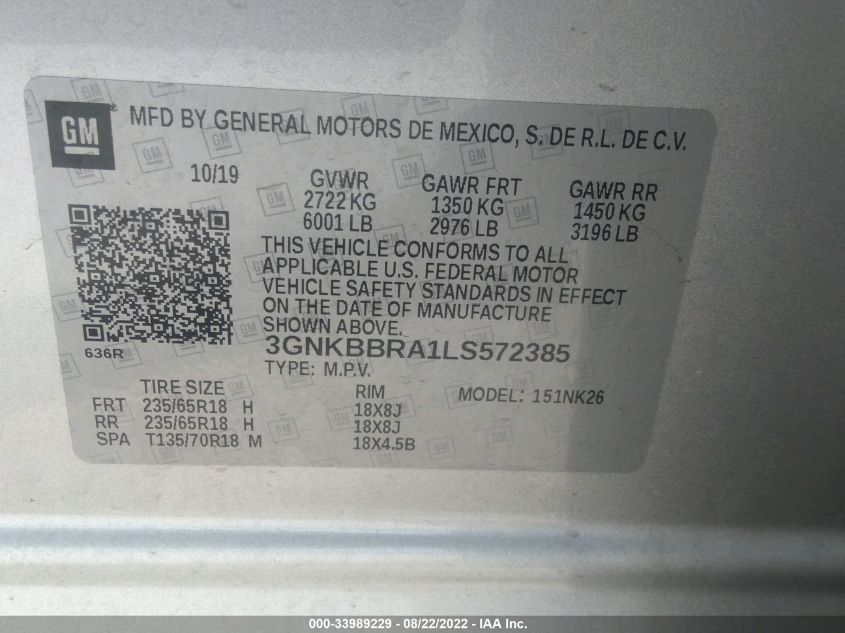 GM ® MFD BY GENERAL MOTORS DE MEXICO, S. DE R.L. DE C.V.
10/19 GVWR GAWR FRT GAWR RR
2722 KG 1350 KG 1450 KG
6001 LB 2976 LB 3196 LB
THIS VEHICLE CONFORMS TO ALL
APPLICABLE U.S. FEDERAL MOTOR
VEHICLE SAFETY STANDARDS IN EFFECT
ON THE DATE OF MANUFACTURE
SHOWN ABOVE.
636R 3GNKBBRA1LS572385
TYPE: M.P.V.
TIRE SIZE RIM MODEL: 151NK26
FRT 235/65R18 H 18X8J
RR 235/65R18 H 18X8J
SPA T135/70R18 M 18X4.5B
000-33989229 - 08/22/2022 - IAAI Inc.